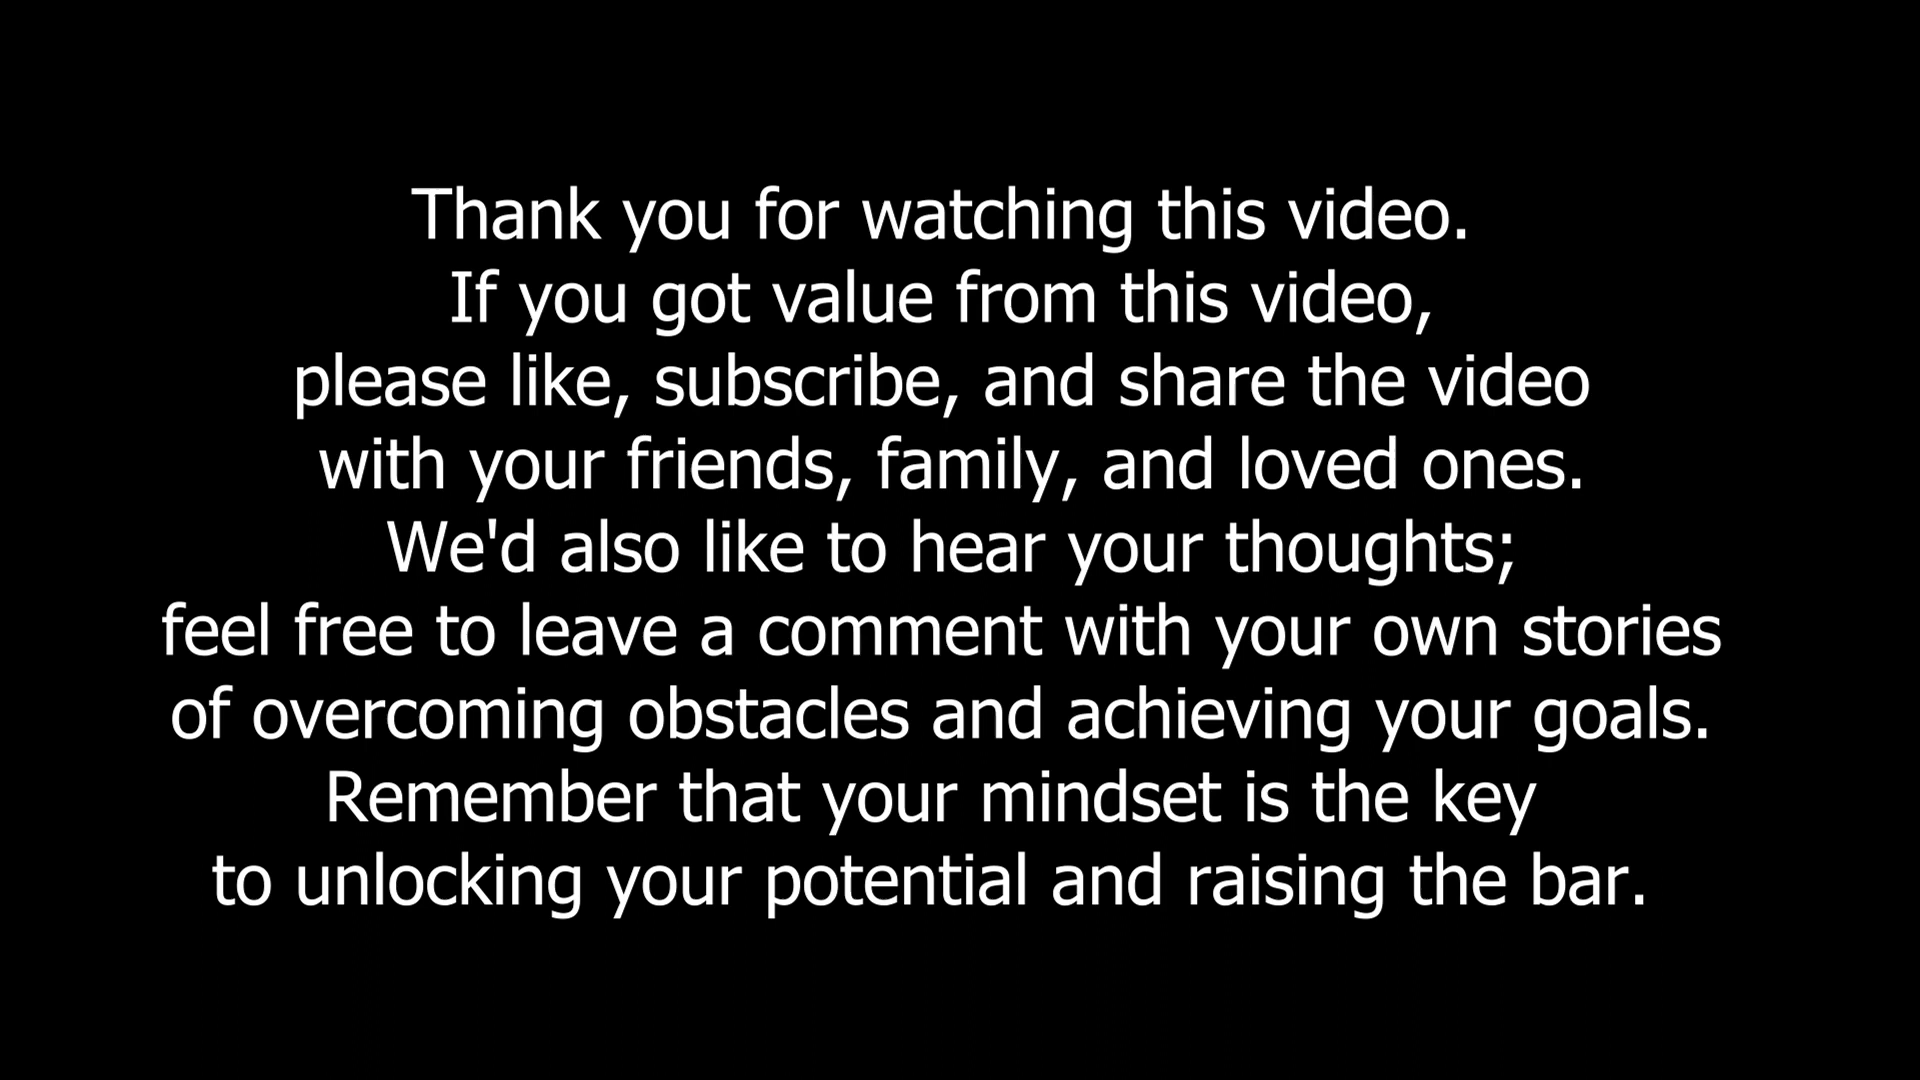 Thank you for watching this video.
If you got value from this video,
please like, subscribe, and share the video
with your friends, family, and loved ones.
We'd also like to hear your thoughts;
feel free to leave a comment with your own stories
of overcoming obstacles and achieving your goals.
Remember that your mindset is the key
to unlocking your potential and raising the bar.